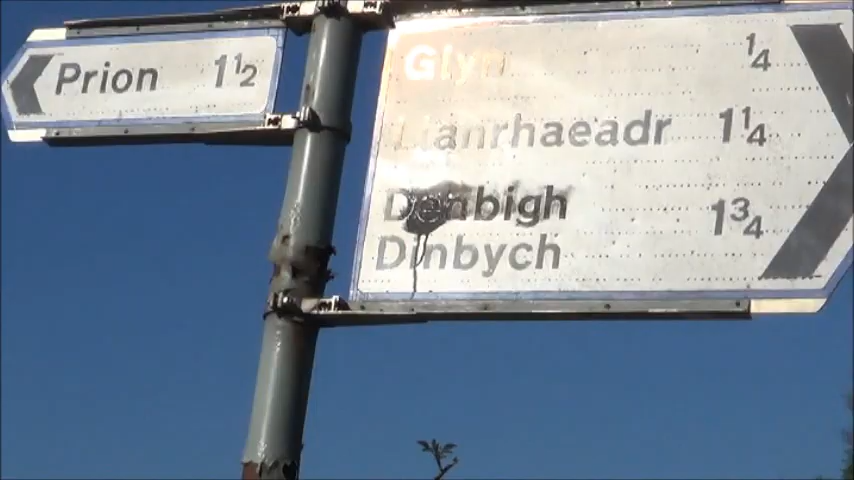 Prion 1½
Glyn ¼
Llanrhaeadr 1¼
Denbigh
Dinbych 1¾